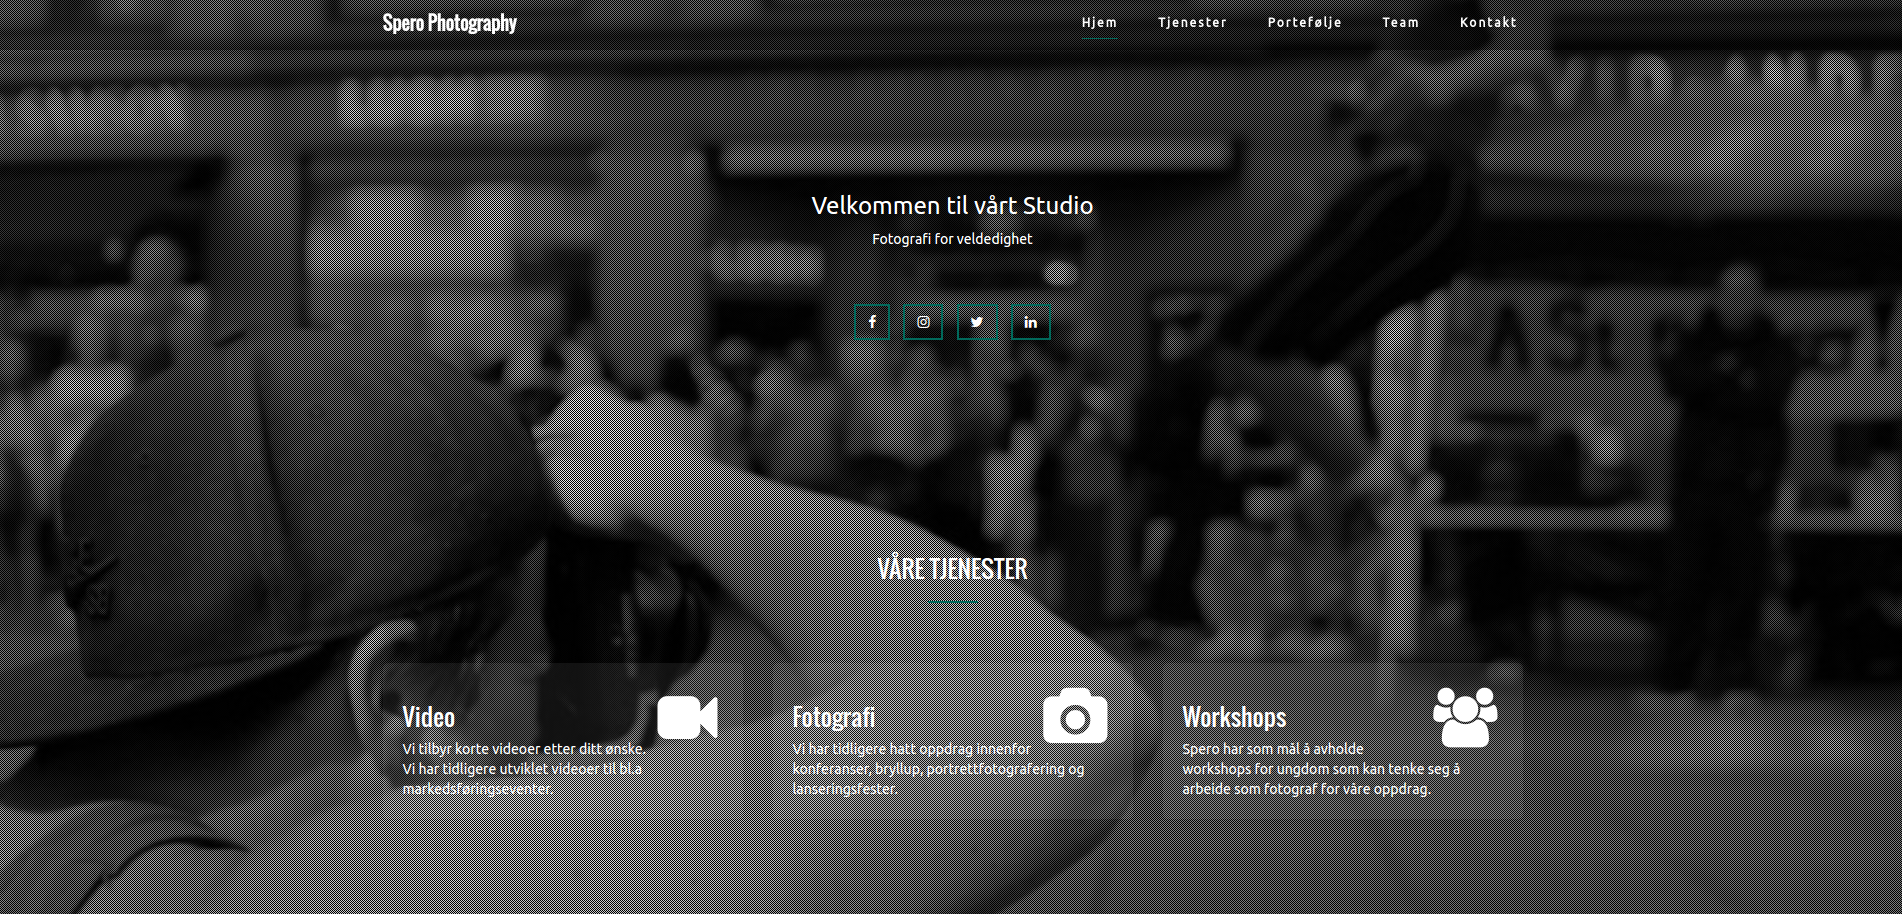 Spero Photography
Hjem Tjenester Portefølje Team Kontakt
Velkommen til vårt Studio
Fotografi for veldedighet
VÅRE TJENESTER
Video
Vi tilbyr korte videoer etter ditt ønske.
Vi har tidligere utviklet videoer til bl.a
markedsføringseventer.
Fotografi
Vi har tidligere hatt oppdrag innenfor
konferanser, bryllup, portrettfotografering og
lanseringsfester.
Workshops
Spero har som mål å avholde
workshops for ungdom som kan tenke seg å
arbeide som fotograf for våre oppdrag.